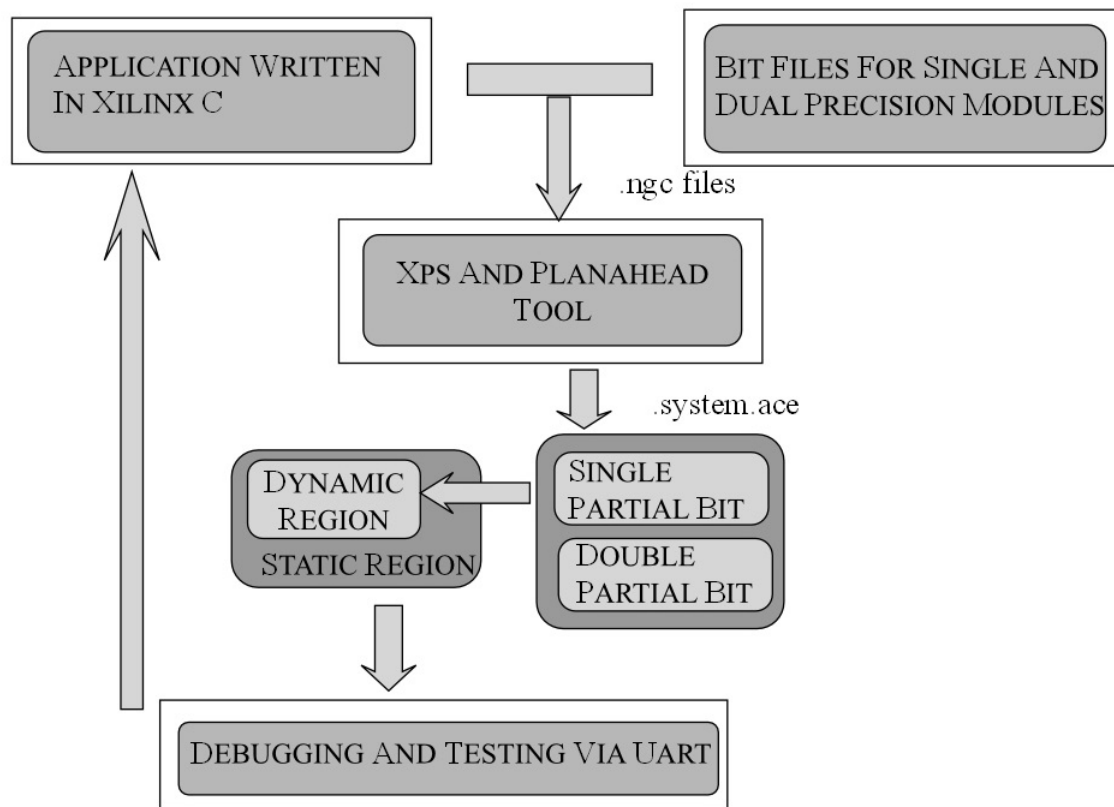 APPLICATION WRITTEN
IN XILINX C
BIT FILES FOR SINGLE AND
DUAL PRECISION MODULES
.ngc files
XPS AND PLANAHEAD
TOOL
.system.ace
DYNAMIC
REGION
STATIC REGION
SINGLE
PARTIAL BIT
DOUBLE
PARTIAL BIT
DEBUGGING AND TESTING VIA UART